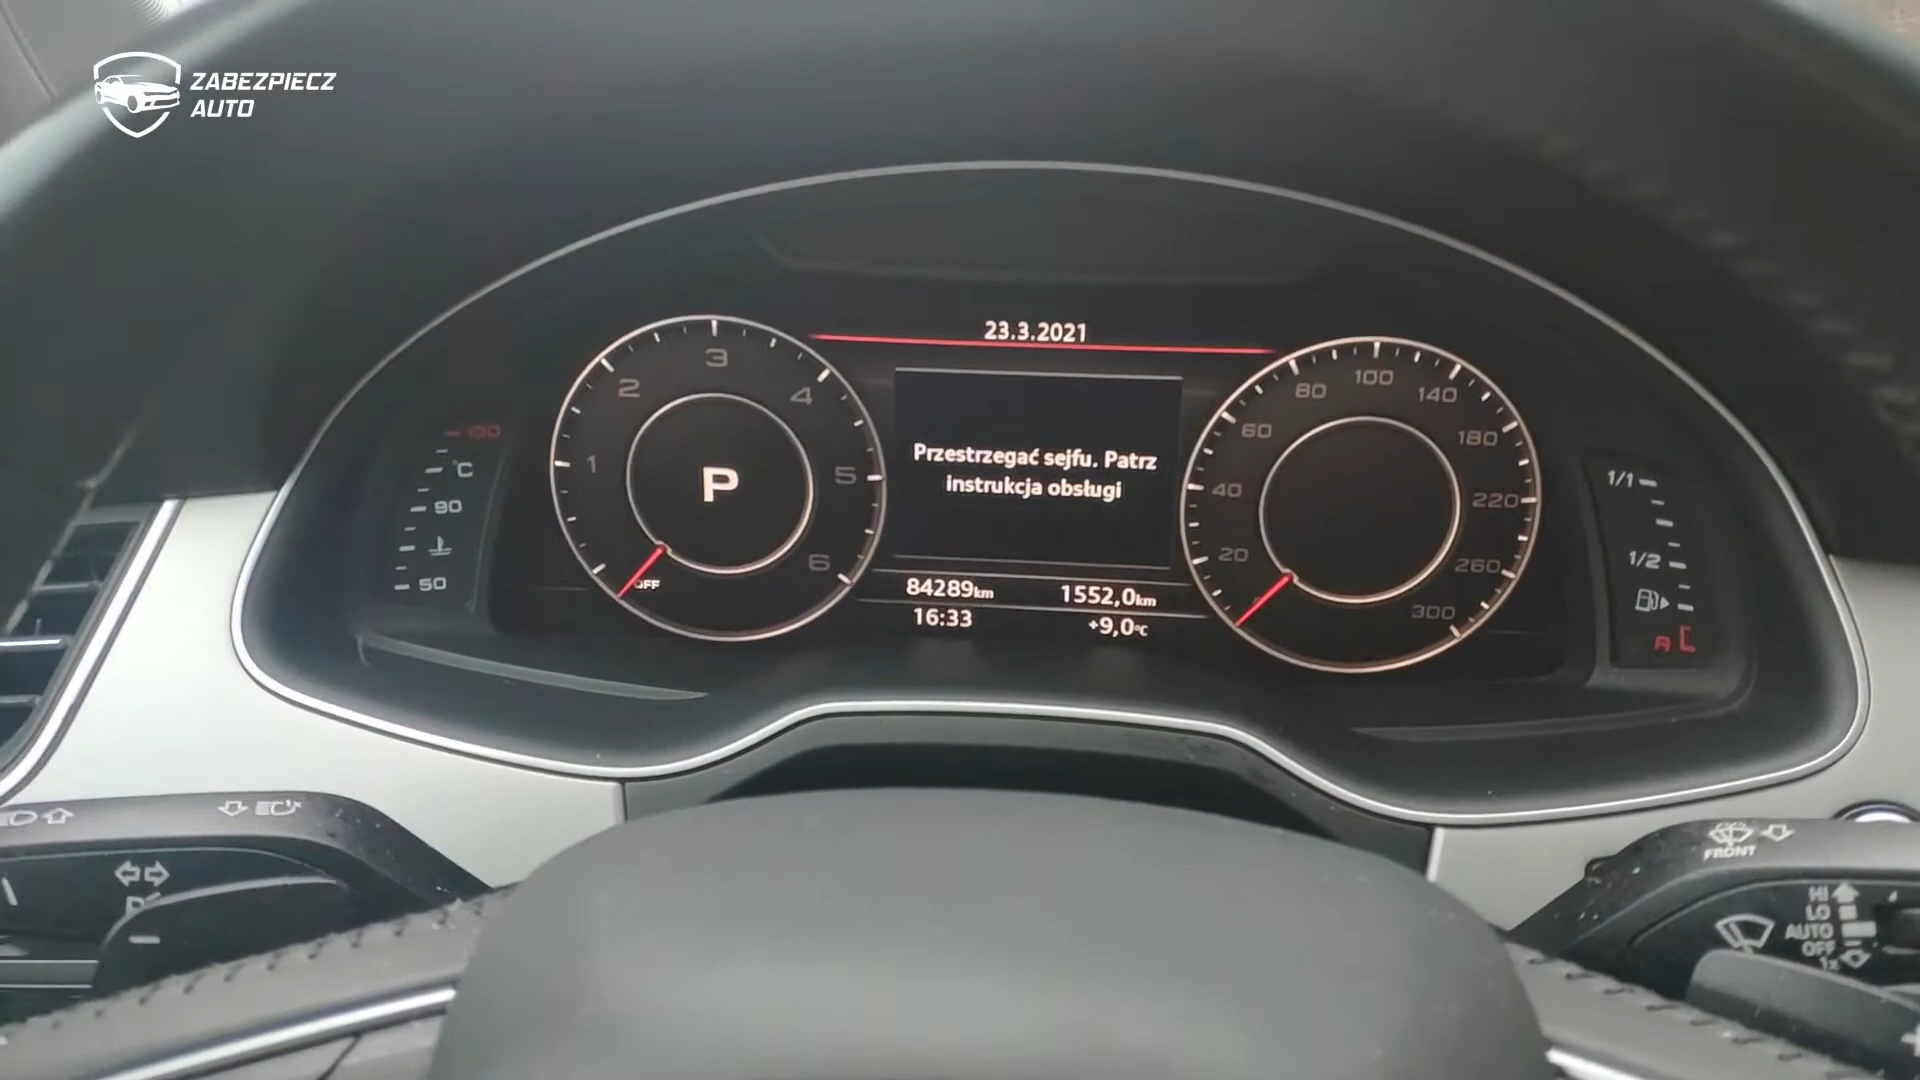 ZABEZPIECZ
AUTO
23.3.2021
Przestrzegać sejfu. Patrz
instrukcja obsługi
84289km 1552,0km
16:33 +9,0°C
130
°C
90
50
1
2
3
4
5
6
P
OFF
20
40
60
80
100
140
180
220
260
300
1/1
1/2
R
FRONT
HI
LO
AUTO
OFF
1x